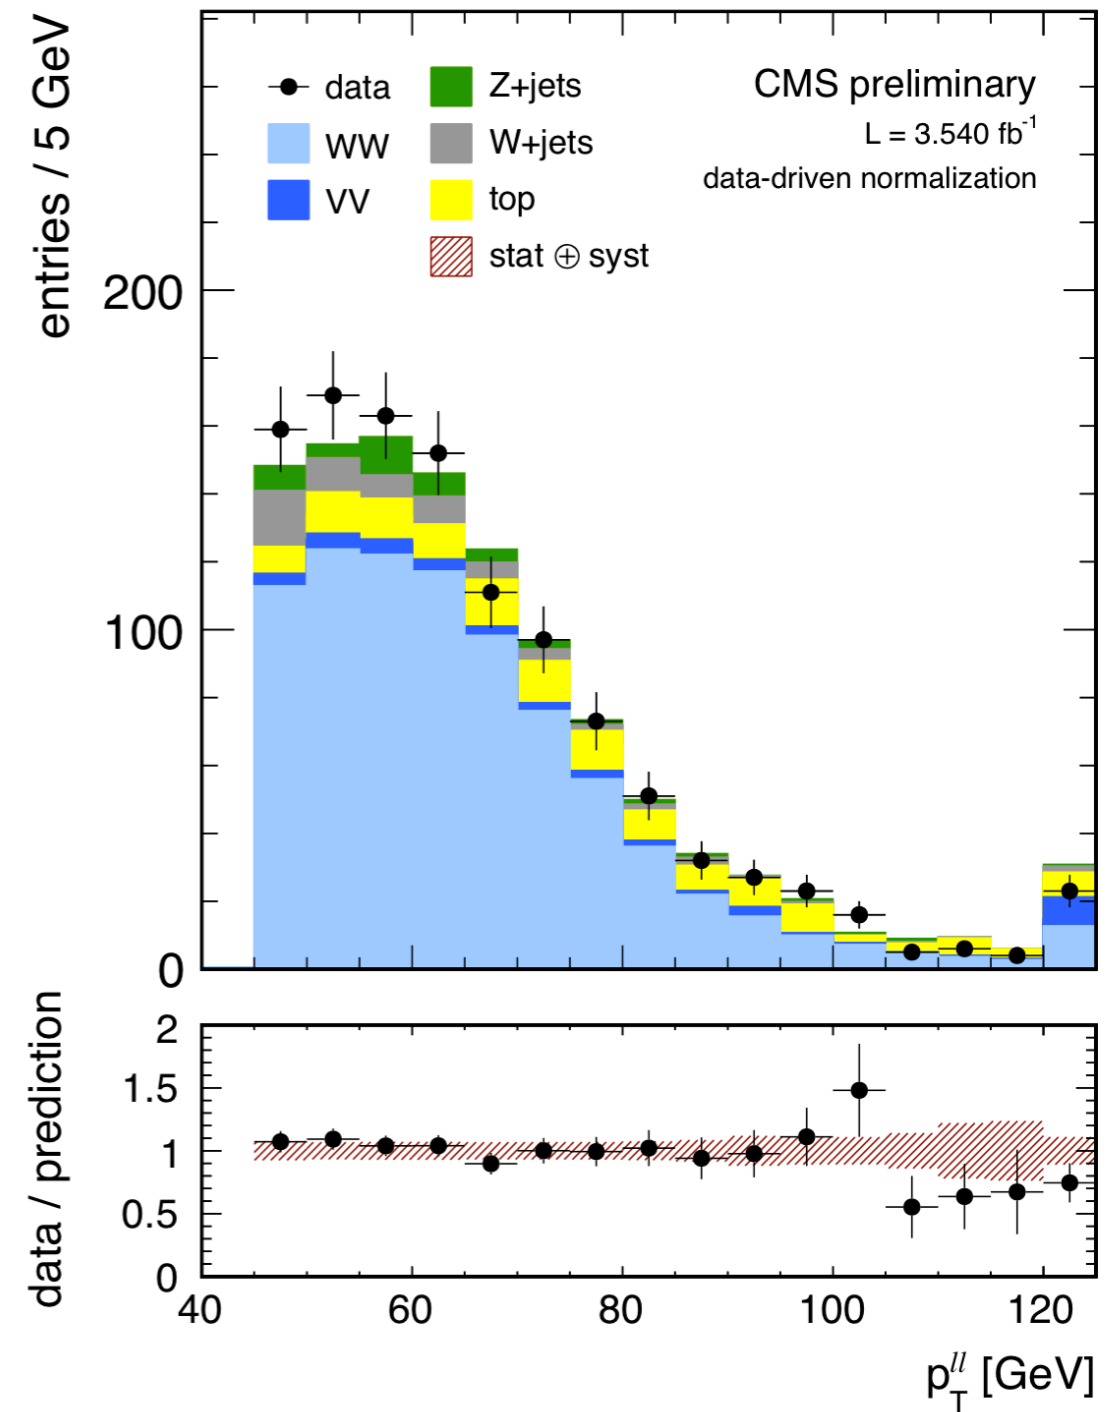 entries / 5 GeV
data
WW
VV
Z+jets
W+jets
top
stat ⊕ syst
CMS preliminary
L = 3.540 fb⁻¹
data-driven normalization
200
100
0
data / prediction
2
1.5
1
0.5
0
40 60 80 100 120
p_T^{ll} [GeV]